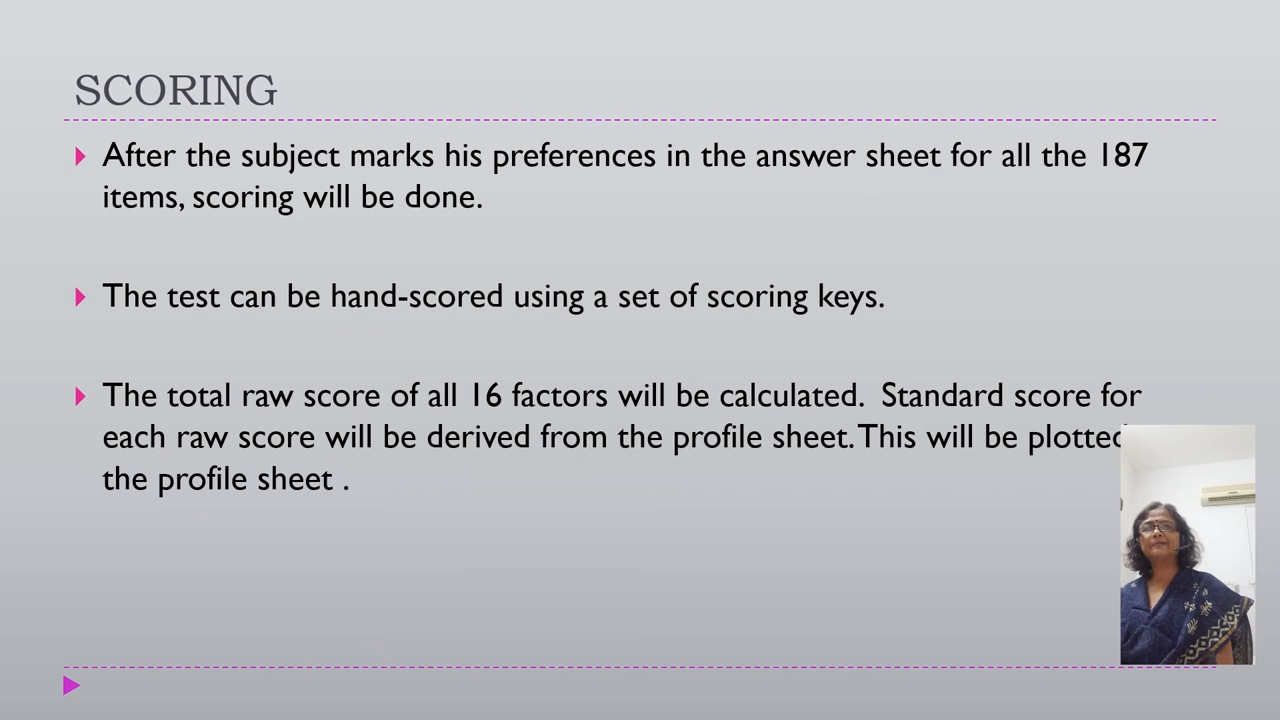 SCORING
After the subject marks his preferences in the answer sheet for all the 187
items, scoring will be done.
The test can be hand-scored using a set of scoring keys.
The total raw score of all 16 factors will be calculated. Standard score for
each raw score will be derived from the profile sheet. This will be plotted
the profile sheet .